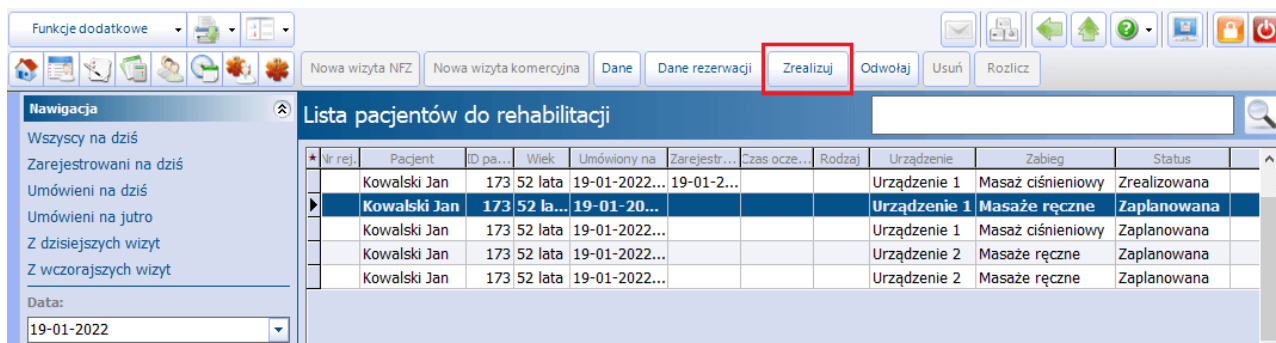 Funkcje dodatkowe
Nowa wizyta NFZ Nowa wizyta komercyjna Dane Dane rezerwacji Zrealizuj Odwołaj Usuń Rozlicz
Nawigacja
Wszyscy na dziś
Zarejestrowani na dziś
Umówieni na dziś
Umówieni na jutro
Z dzisiejszych wizyt
Z wczorajszych wizyt
Data:
19-01-2022
Lista pacjentów do rehabilitacji
Nr rej. Pacjent ID pa... Wiek Umówiony na Zarejestr... Czas ocze... Rodzaj Urządzenie Zabieg Status
Kowalski Jan 173 52 lata 19-01-2022... 19-01-2... Urządzenie 1 Masaż ciśnieniowy Zrealizowana
Kowalski Jan 173 52 la... 19-01-20... Urządzenie 1 Masaże ręczne Zaplanowana
Kowalski Jan 173 52 lata 19-01-2022... Urządzenie 1 Masaż ciśnieniowy Zaplanowana
Kowalski Jan 173 52 lata 19-01-2022... Urządzenie 2 Masaże ręczne Zaplanowana
Kowalski Jan 173 52 lata 19-01-2022... Urządzenie 2 Masaże ręczne Zaplanowana